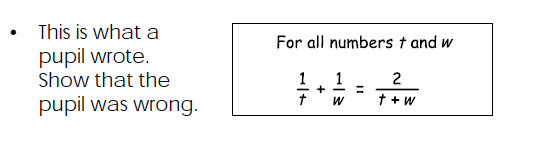 • This is what a
pupil wrote.
Show that the
pupil was wrong.
For all numbers t and w
1/t + 1/w = 2/(t + w)